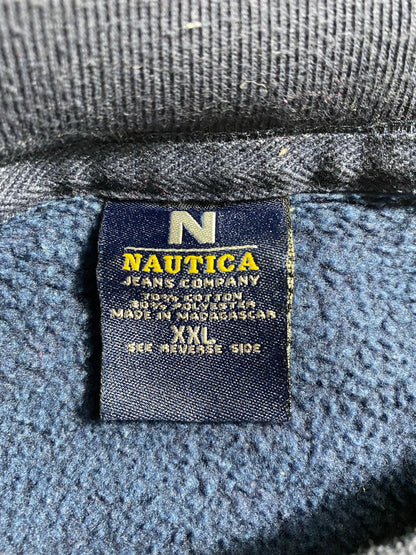 N
NAUTICA
JEANS COMPANY
70% COTTON
30% POLYESTER
MADE IN MADAGASCAR
XXL
SEE REVERSE SIDE